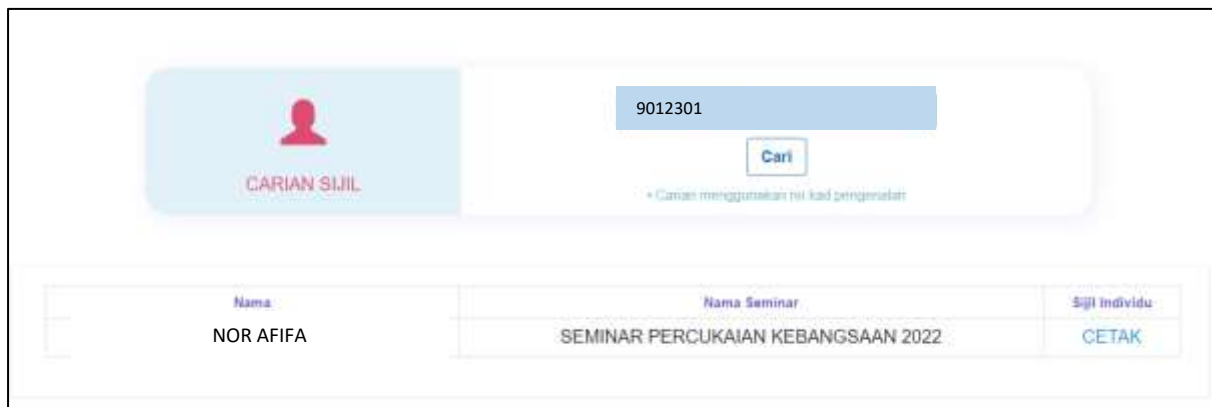 9012301
Cari
CARIAN SIJIL
* Carian menggunakan no kad pengenalan
Nama Nama Seminar Sijil Individu
NOR AFIFA SEMINAR PERCUKAIAN KEBANGSAAN 2022 CETAK